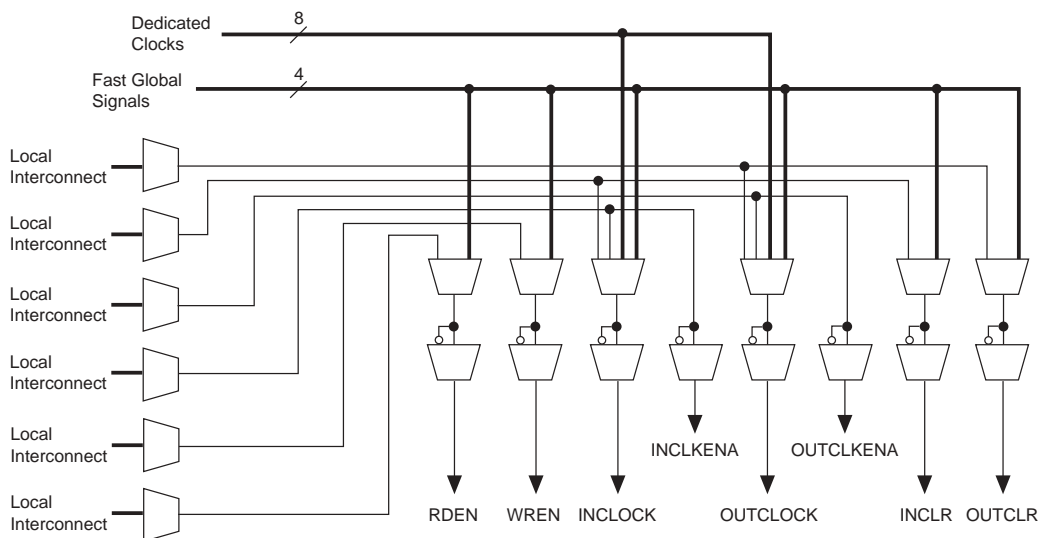 Dedicated
Clocks
8
Fast Global
Signals
4
Local
Interconnect
Local
Interconnect
Local
Interconnect
Local
Interconnect
Local
Interconnect
Local
Interconnect
INCLKENA
OUTCLKENA
RDEN
WREN
INCLOCK
OUTCLOCK
INCLR
OUTCLR